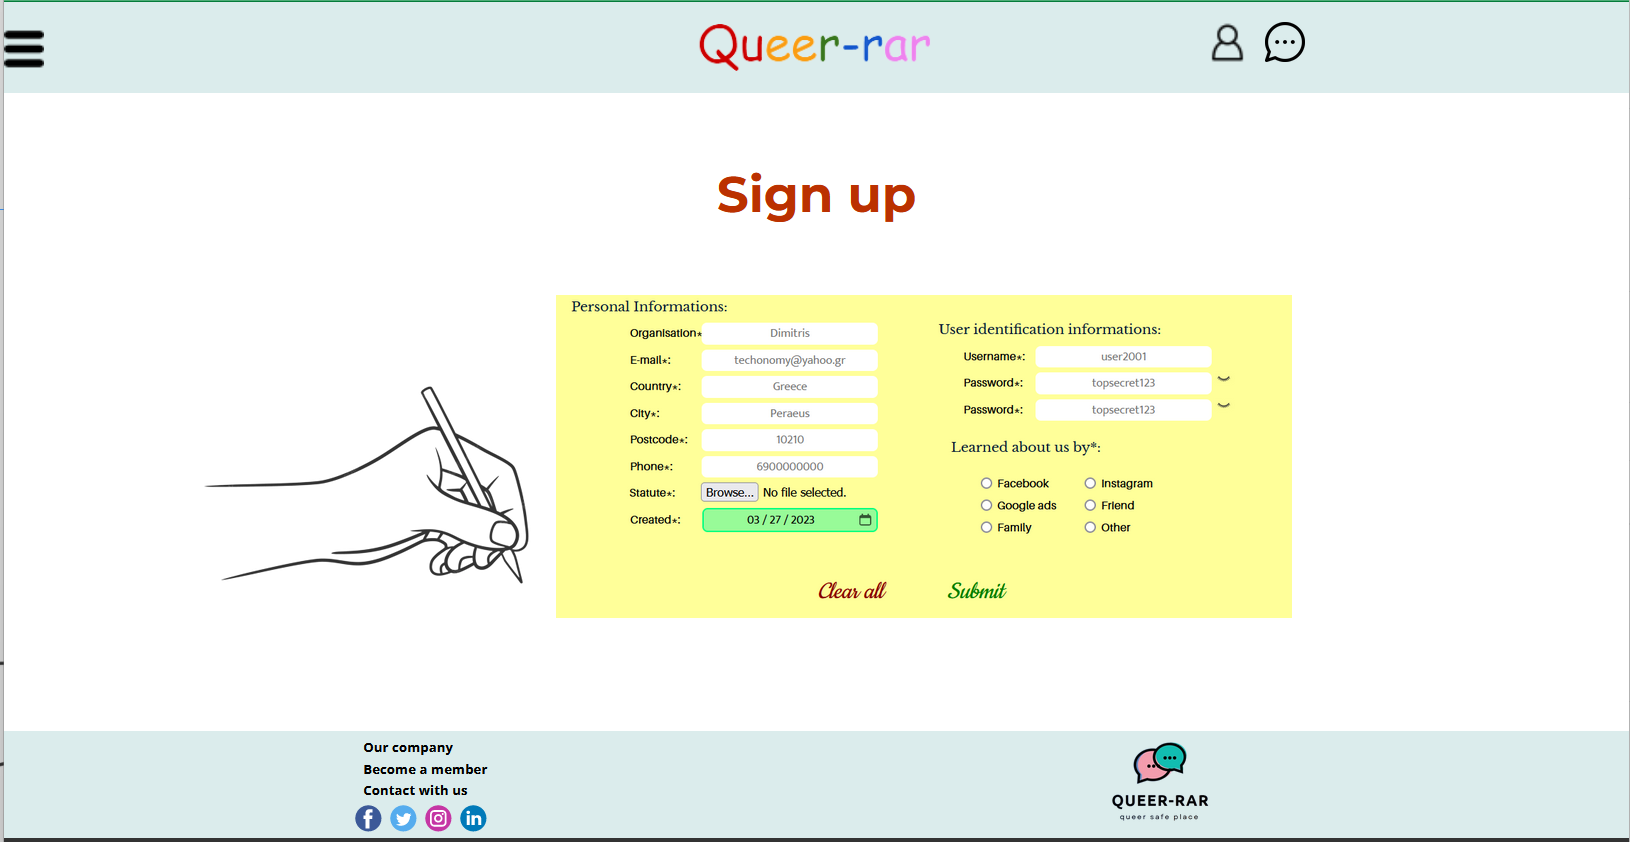 Queer-rar
Sign up
Personal Informations:
Organisation* Dimitris
E-mail*: techonomy@yahoo.gr
Country*: Greece
City*: Peraeus
Postcode*: 10210
Phone*: 6900000000
Statute*: Browse... No file selected.
Created*: 03 / 27 / 2023
User identification informations:
Username*: user2001
Password*: topsecret123
Password*: topsecret123
Learned about us by*:
Facebook Instagram
Google ads Friend
Family Other
Clear all Submit
Our company
Become a member
Contact with us
QUEER-RAR
queer safe place